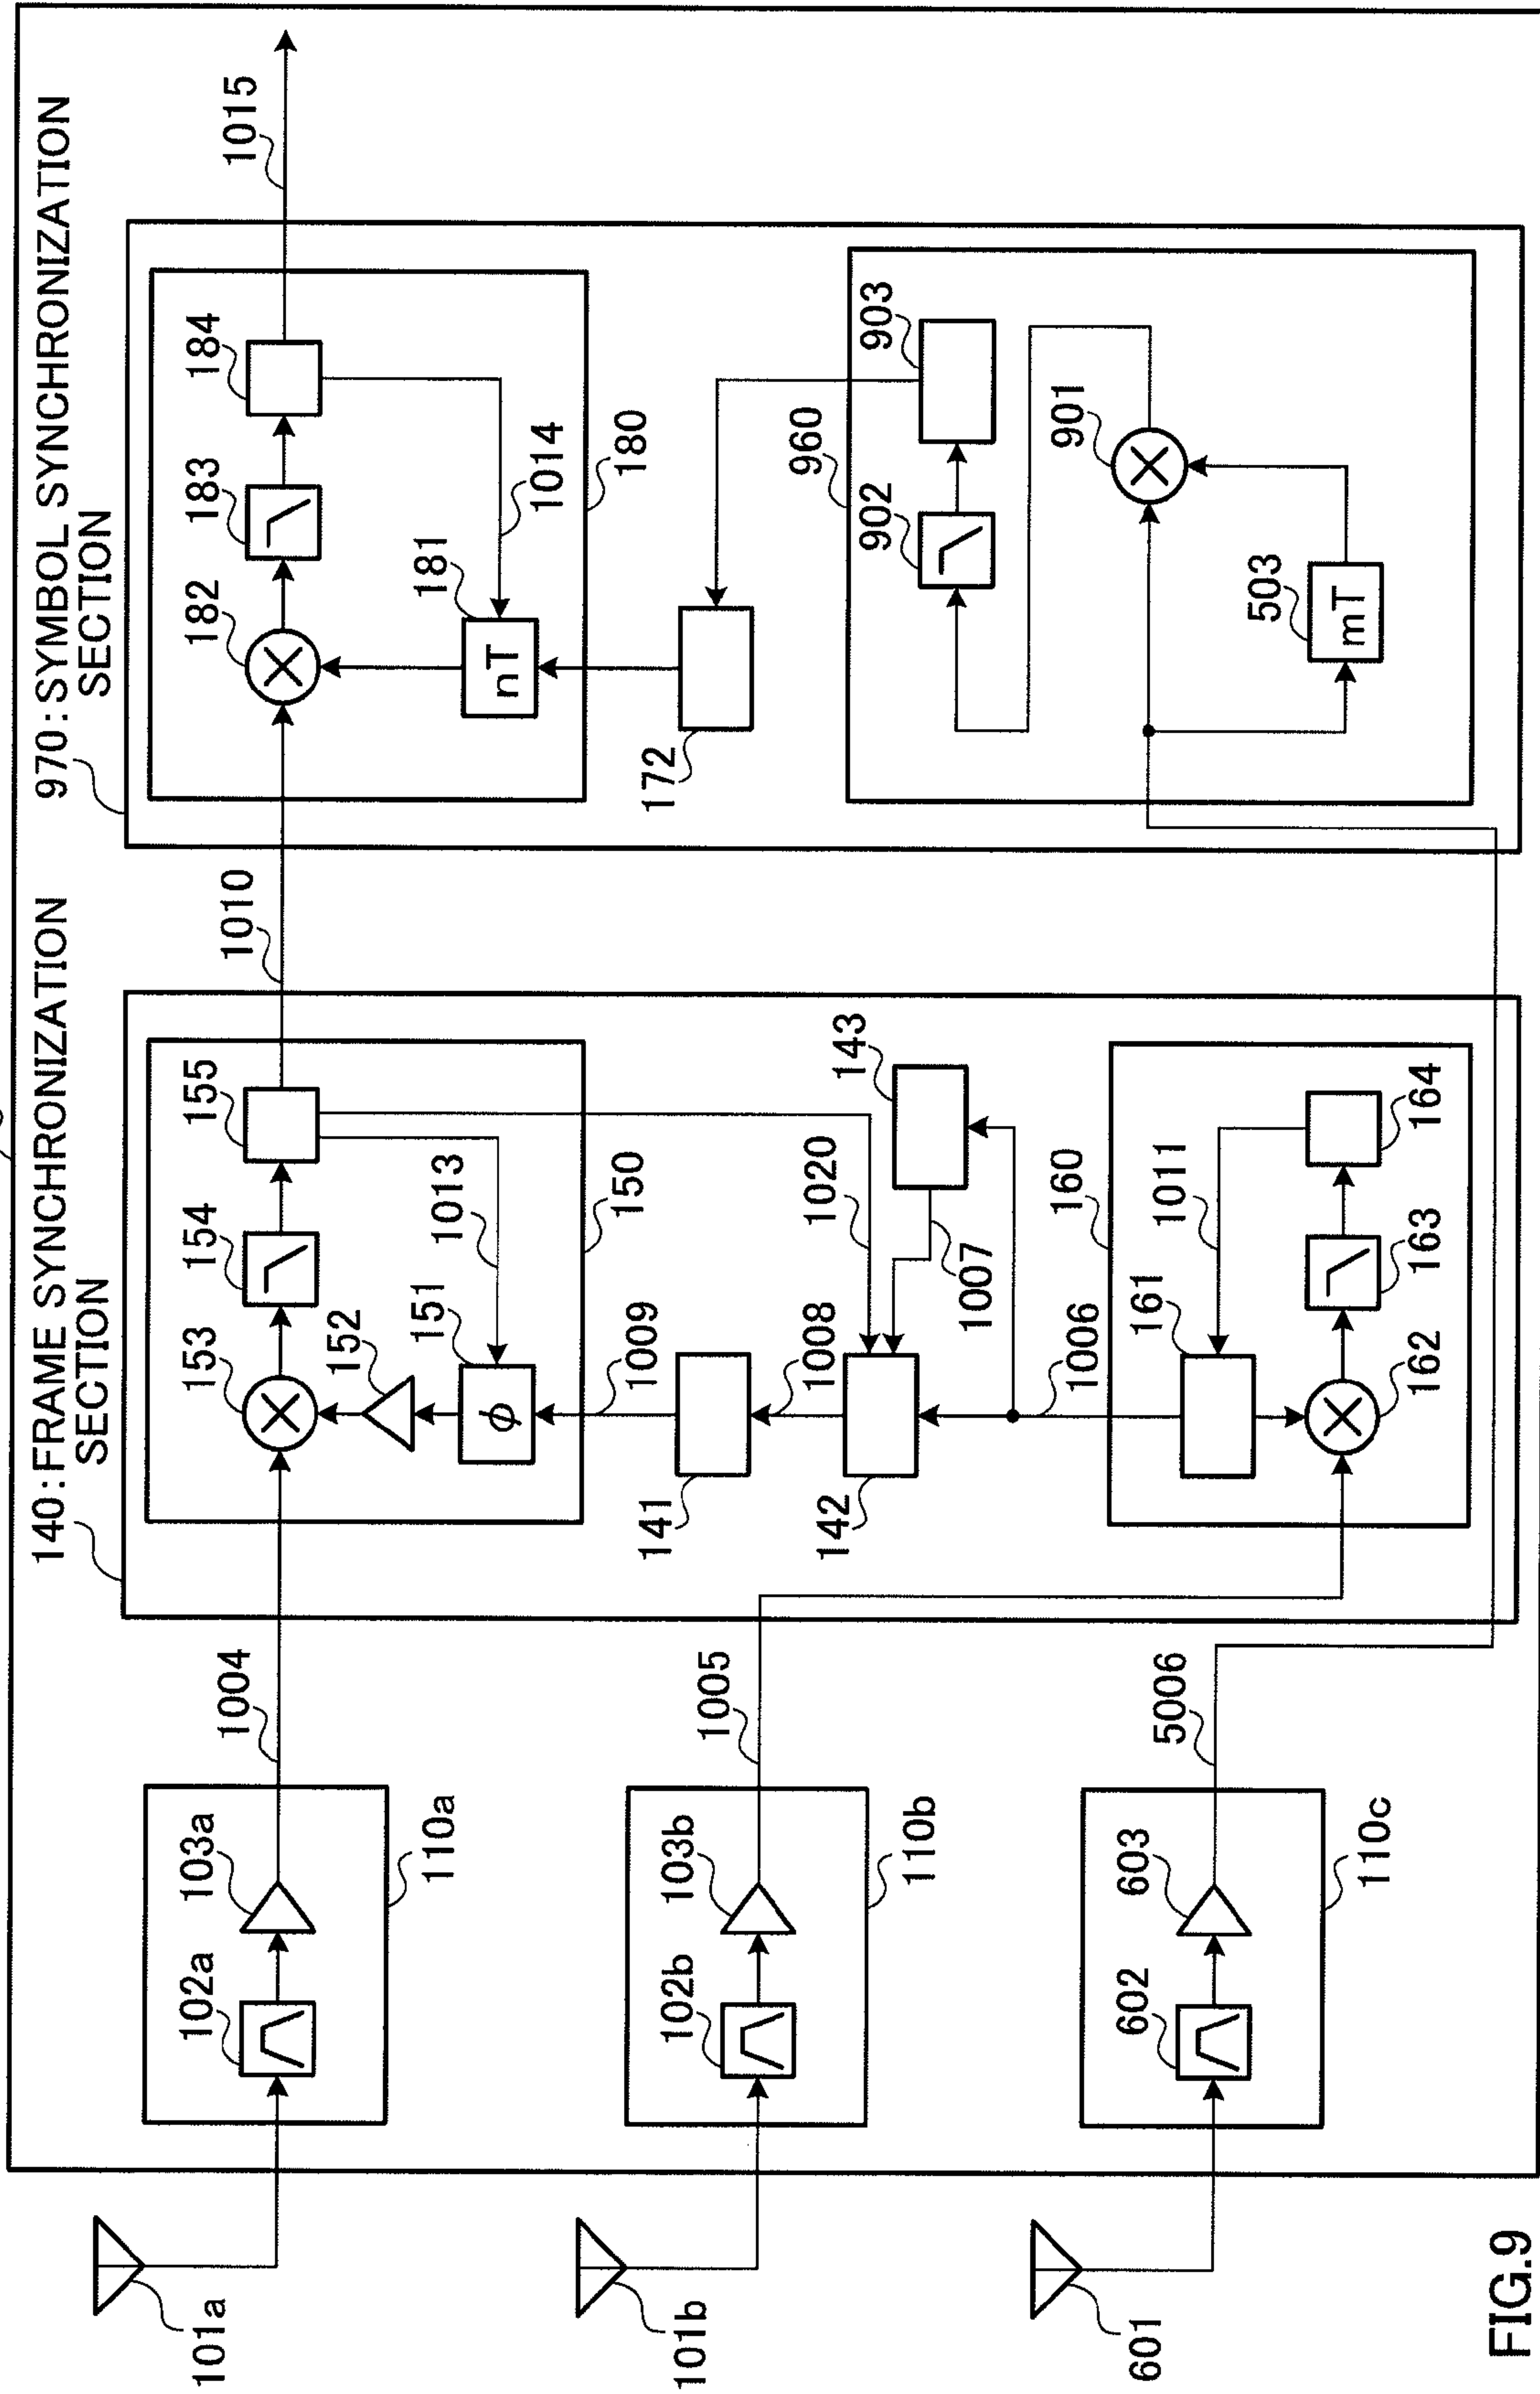 140:FRAME SYNCHRONIZATION
SECTION
970:SYMBOL SYNCHRONIZATION
SECTION
101a
102a
103a
110a
1004
153
154
155
152
151
1013
150
1009
1010
182
183
184
1015
181
nT
1014
180
ϕ
141
1008
142
1020
143
1007
1006
172
101b
102b
103b
110b
1005
160
161
1011
162
163
164
960
902
903
901
503
mT
601
602
603
110c
5006
FIG.9